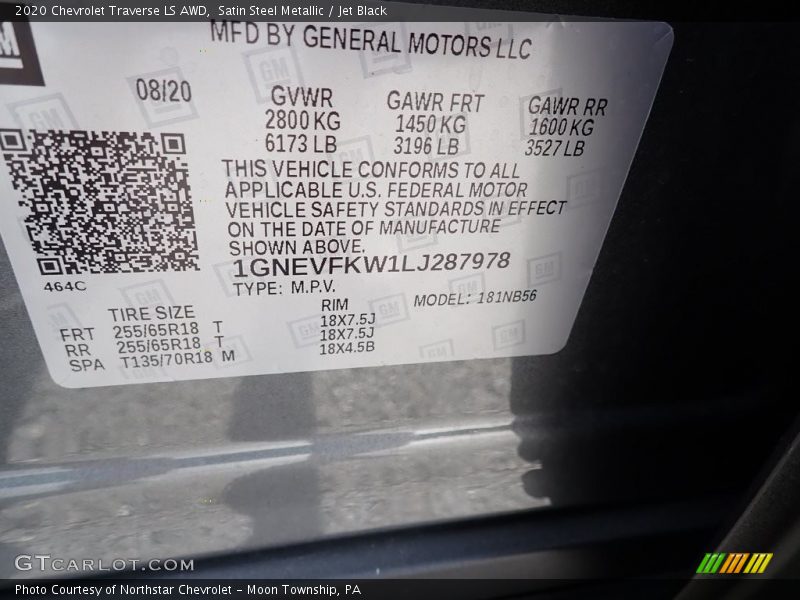 2020 Chevrolet Traverse LS AWD, Satin Steel Metallic / Jet Black
MFD BY GENERAL MOTORS LLC
08/20
GVWR
2800 KG
6173 LB
GAWR FRT
1450 KG
3196 LB
GAWR RR
1600 KG
3527 LB
THIS VEHICLE CONFORMS TO ALL
APPLICABLE U.S. FEDERAL MOTOR
VEHICLE SAFETY STANDARDS IN EFFECT
ON THE DATE OF MANUFACTURE
SHOWN ABOVE.
1GNEVFKW1LJ287978
TYPE: M.P.V.
MODEL: 181NB56
464C
TIRE SIZE RIM
FRT 255/65R18 T 18X7.5J
RR 255/65R18 T 18X7.5J
SPA T135/70R18 M 18X4.5B
GTCARLOT.COM
Photo Courtesy of Northstar Chevrolet - Moon Township, PA